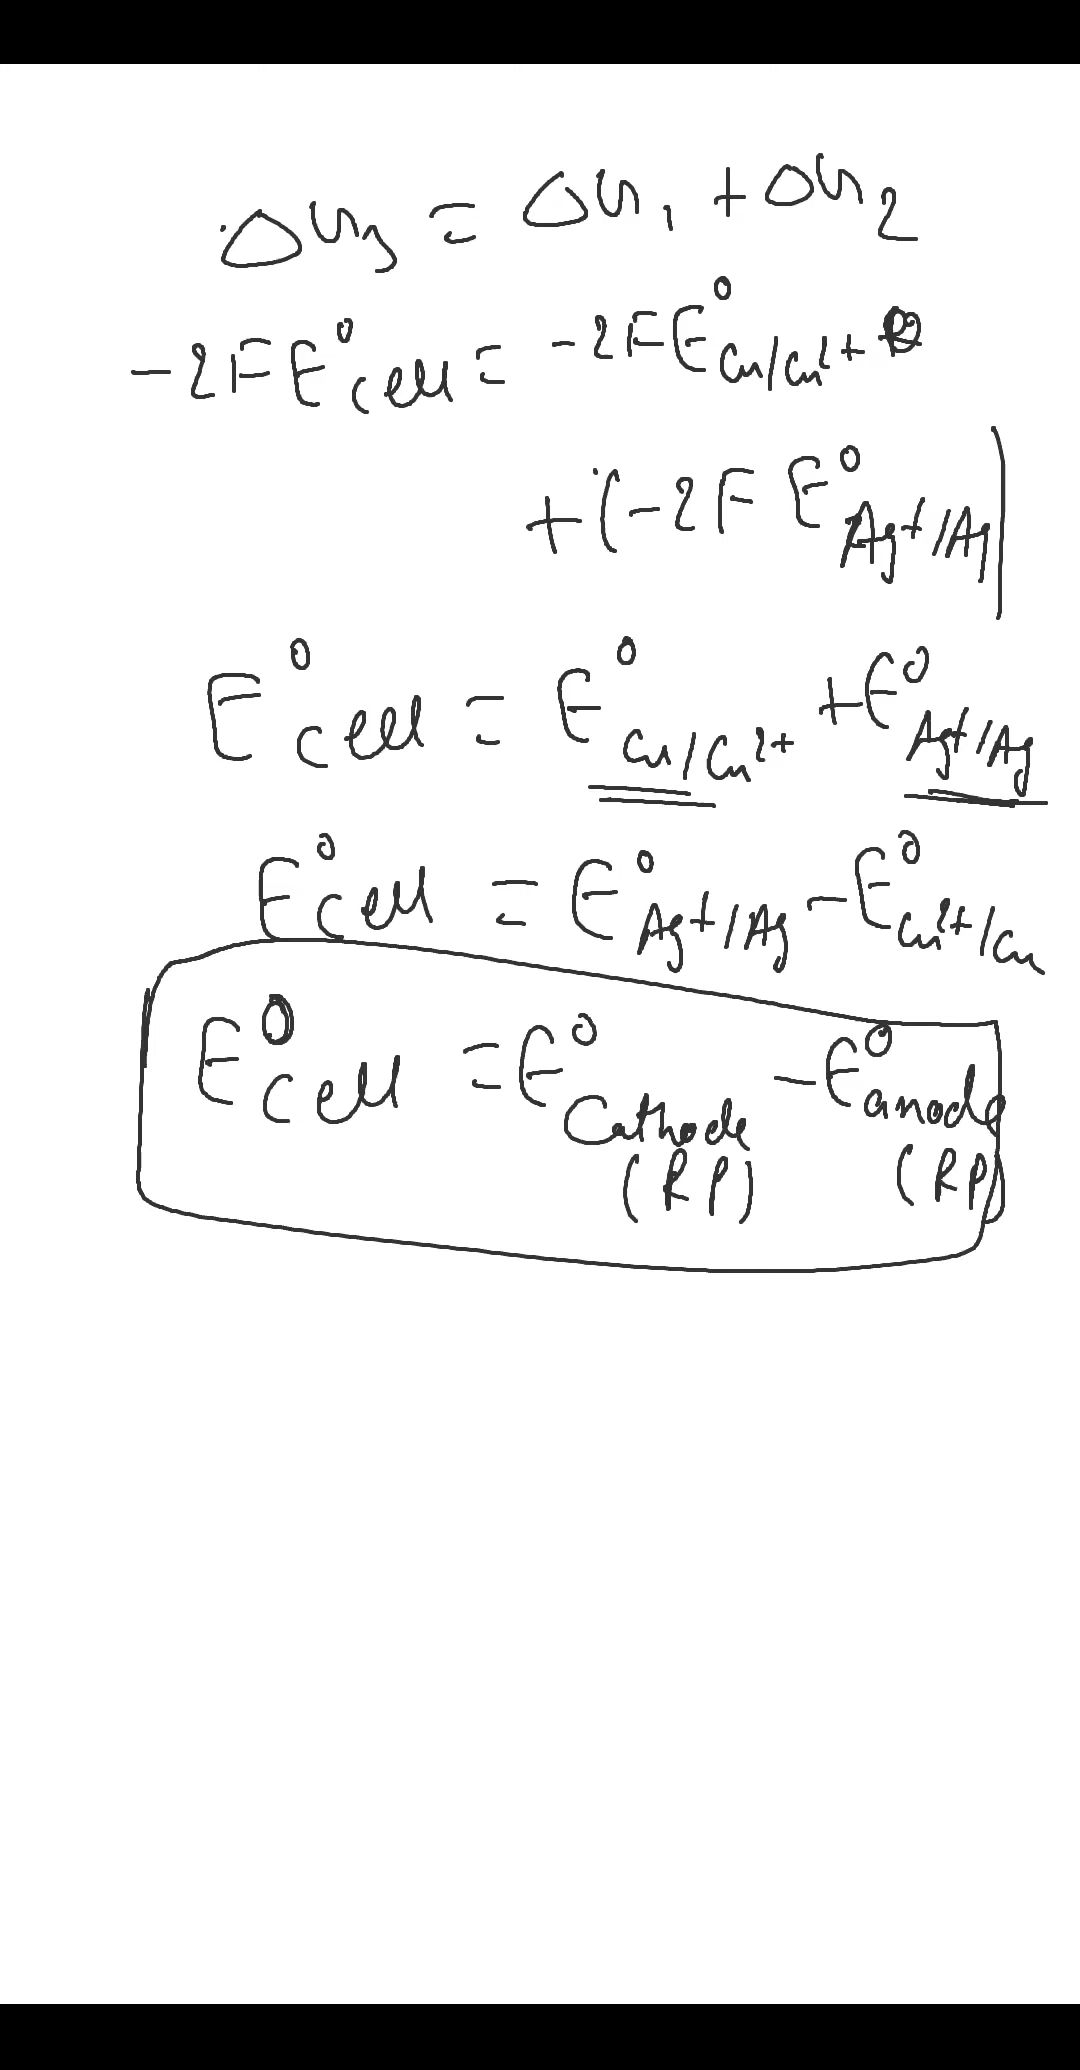 ΔG₃ = ΔG₁ + ΔG₂
-2FE°cell = -2FE°Cu/Cu²⁺
+(-2FE°Ag⁺/Ag)
E°cell = E°Cu/Cu²⁺ + E°Ag⁺/Ag
E°cell = E°Ag⁺/Ag - E°Cu²⁺/Cu
E°cell = E°Cathode - E°anode
(RP) (RP)